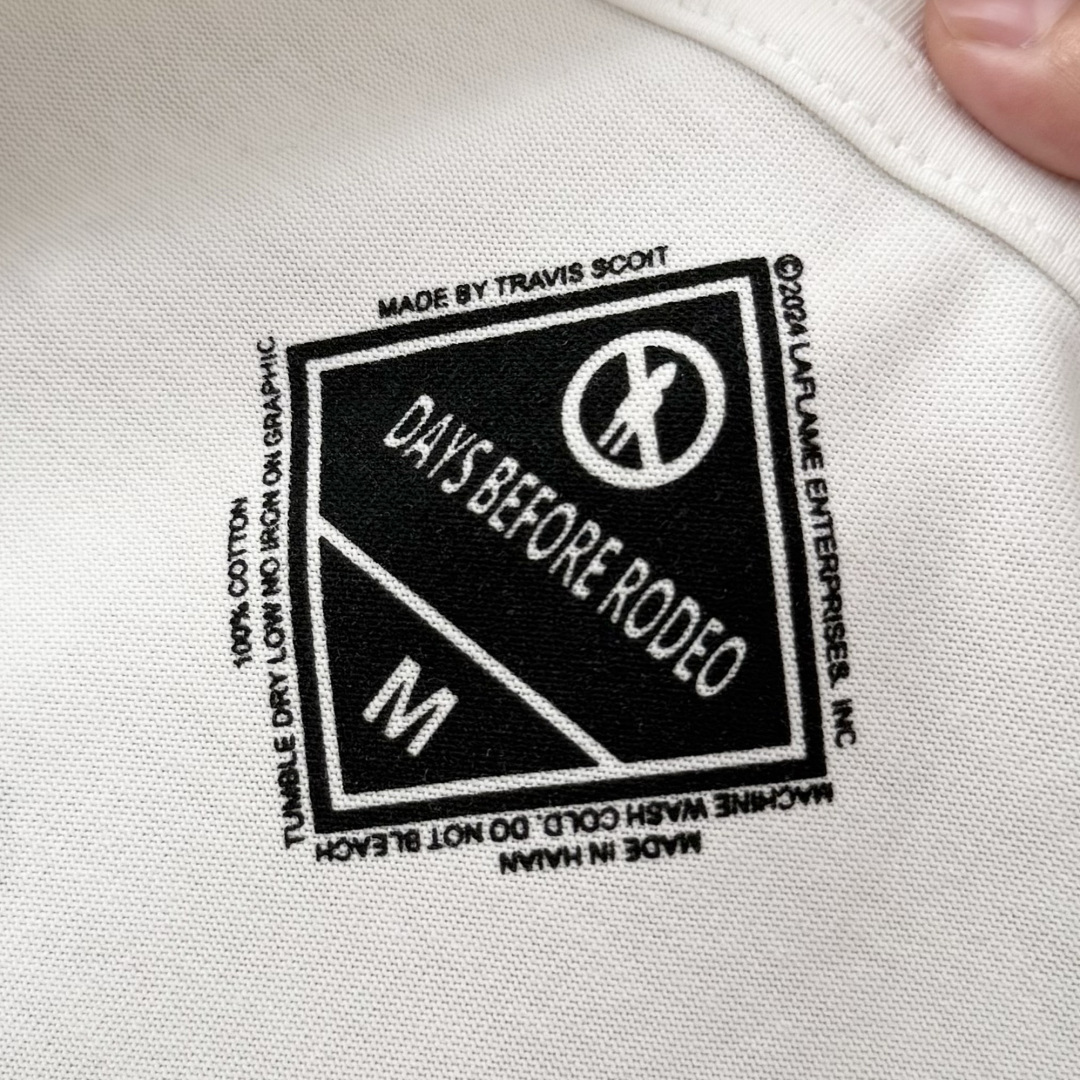 MADE BY TRAVIS SCOIT
©2024 LAFLAME ENTERPRISES, INC
DAYS BEFORE RODEO
M
100% COTTON
TUMBLE DRY LOW NO IRON ON GRAPHIC
MACHINE WASH COLD. DO NOT BLEACH
MADE IN HAIAN